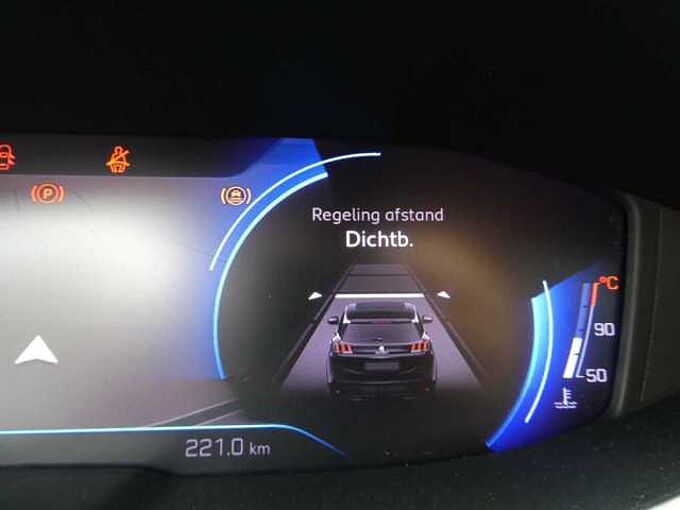 P
Regeling afstand
Dichtb.
°C
90
50
221.0 km